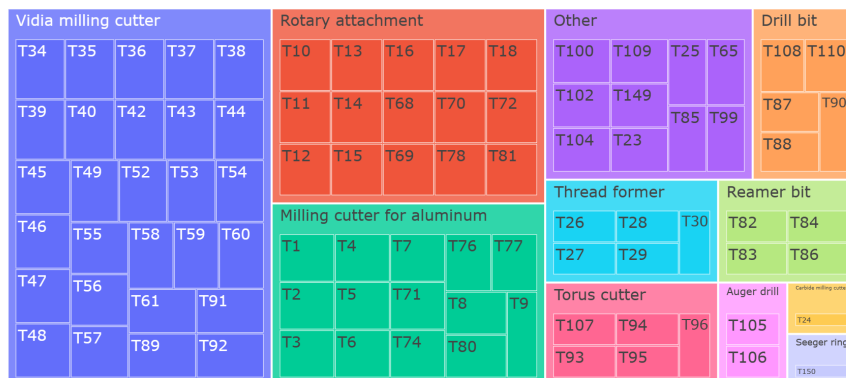 Vidia milling cutter
T34 T35 T36 T37 T38
T39 T40 T42 T43 T44
T45 T49 T52 T53 T54
T46 T55 T58 T59 T60
T47 T56 T61 T91
T48 T57 T89 T92
Rotary attachment
T10 T13 T16 T17 T18
T11 T14 T68 T70 T72
T12 T15 T69 T78 T81
Milling cutter for aluminum
T1 T4 T7 T76 T77
T2 T5 T71 T8 T9
T3 T6 T74 T80
Other
T100 T109 T25 T65
T102 T149 T85 T99
T104 T23
Drill bit
T108 T110
T87 T90
T88
Thread former
T26 T28 T30
T27 T29
Reamer bit
T82 T84
T83 T86
Torus cutter
T107 T94 T96
T93 T95
Auger drill
T105
T106
Carbide milling cutte
T24
Seeger ring
T150